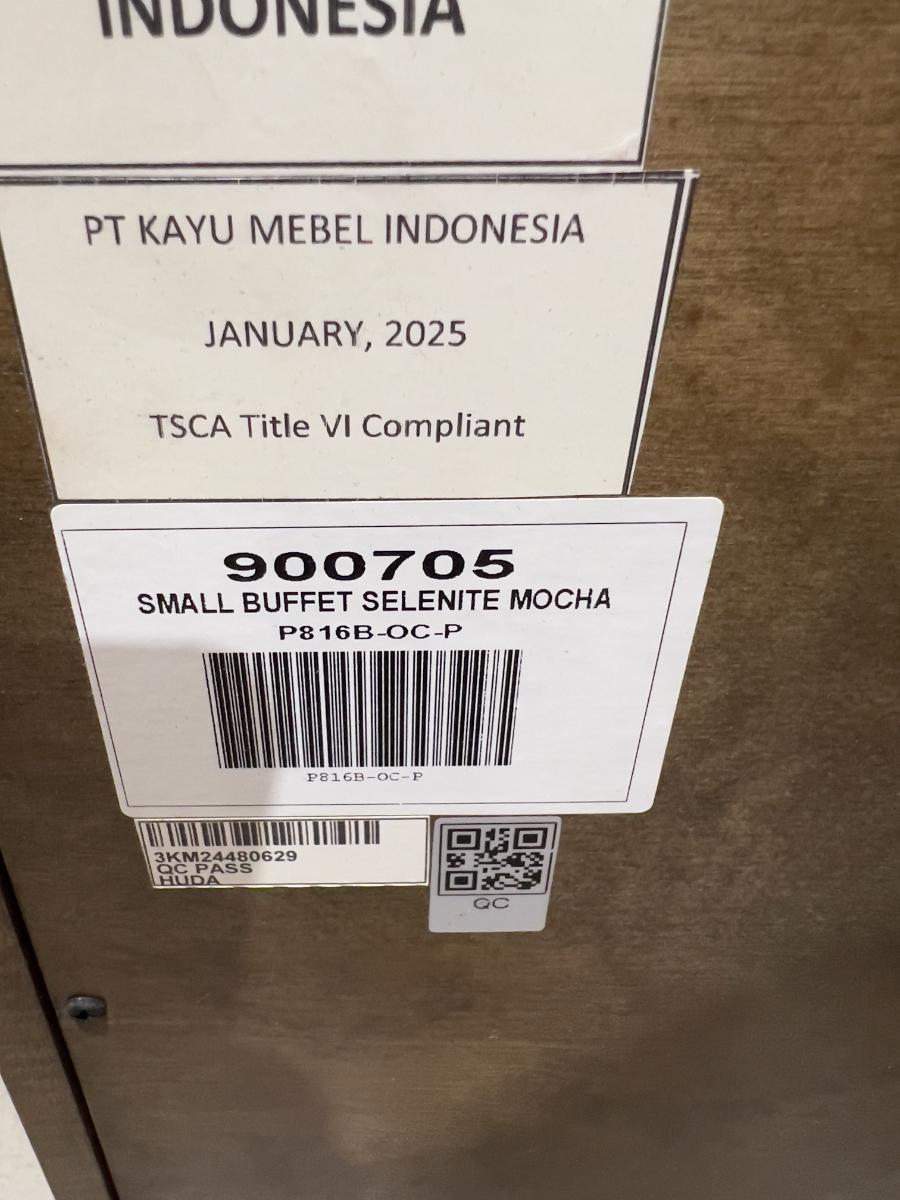 INDONESIA
PT KAYU MEBEL INDONESIA
JANUARY, 2025
TSCA Title VI Compliant
900705
SMALL BUFFET SELENITE MOCHA
P816B-OC-P
P816B-OC-P
3KM24480629
QC PASS
HUDA
QC